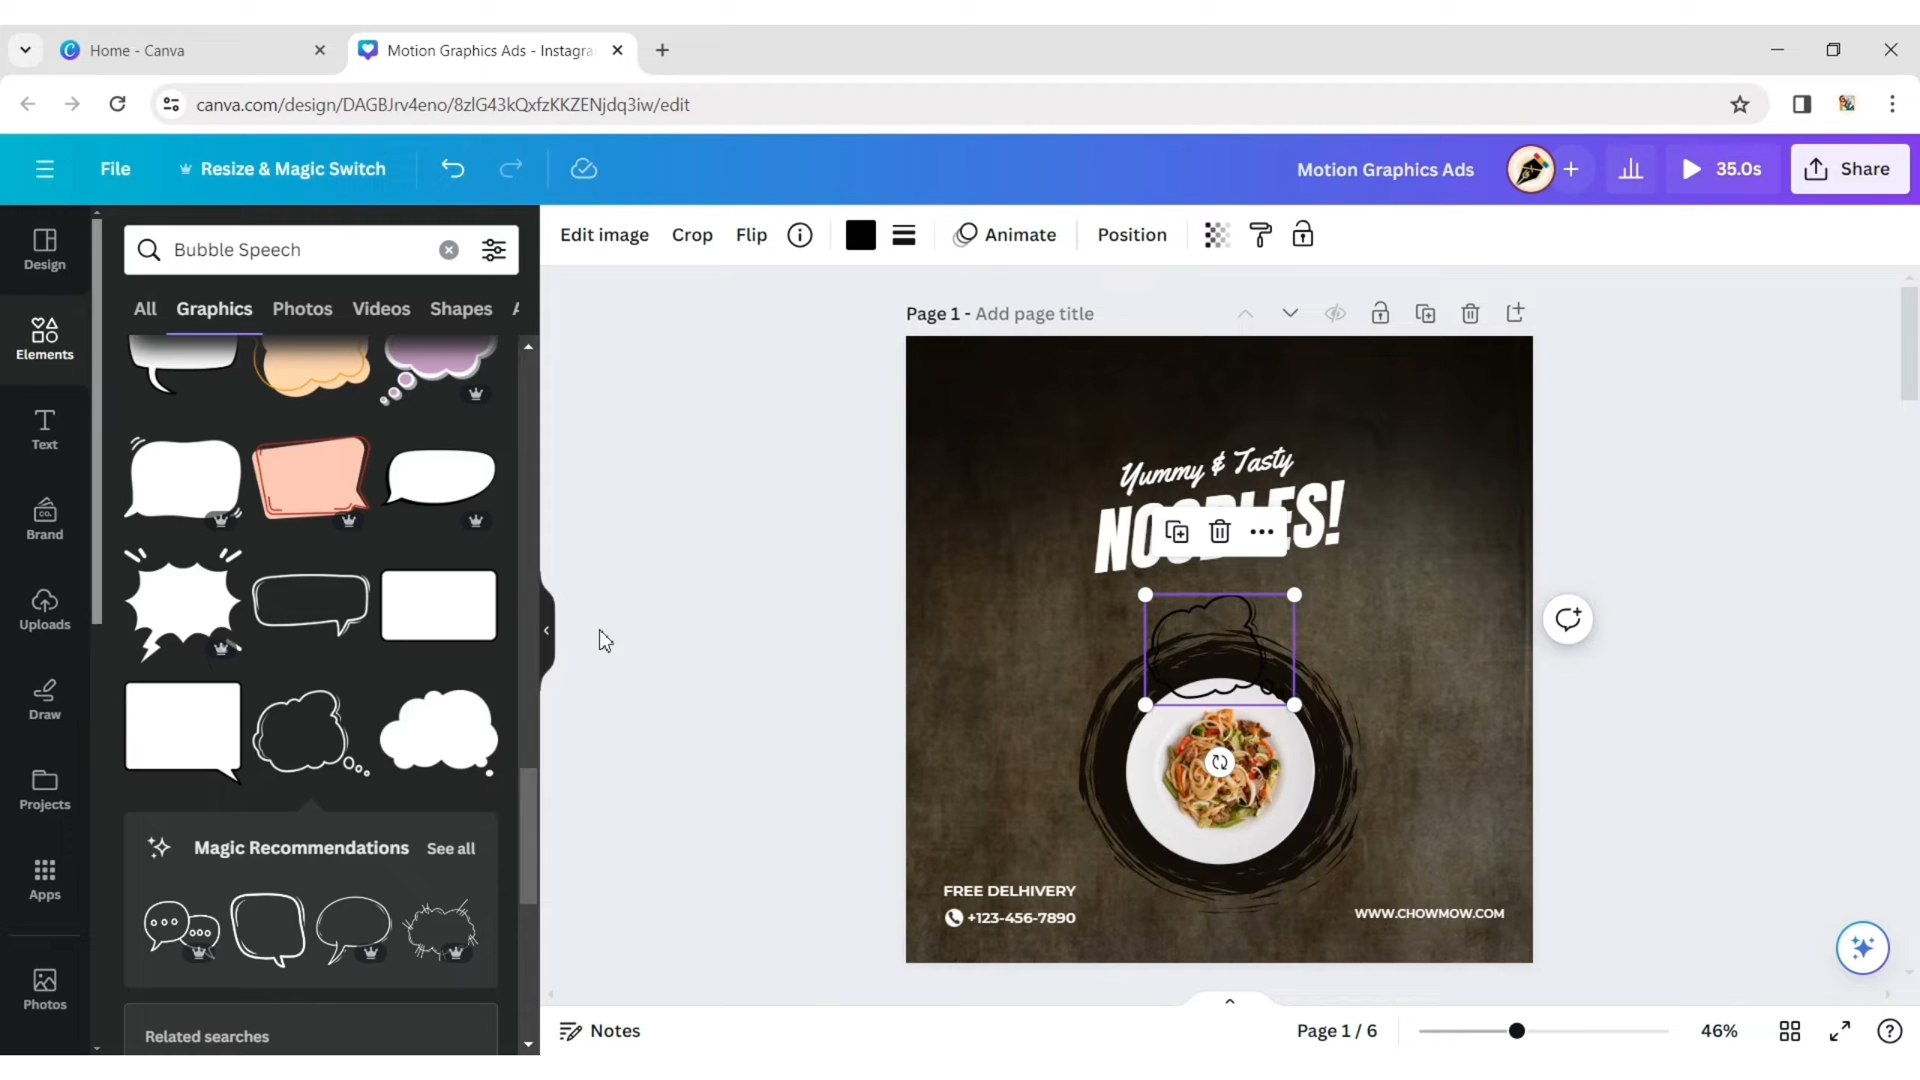 Home - Canva
Motion Graphics Ads - Instagra
canva.com/design/DAGBJrv4eno/8zlG43kQxfzKKZENjdq3iw/edit
File
Resize & Magic Switch
Motion Graphics Ads
35.0s
Share
Design
Elements
Text
Brand
Uploads
Draw
Projects
Apps
Photos
Bubble Speech
All
Graphics
Photos
Videos
Shapes
A
Magic Recommendations
See all
Related searches
Edit image
Crop
Flip
Animate
Position
Page 1 - Add page title
Yummy & Tasty
NOODLES!
FREE DELHIVERY
+123-456-7890
WWW.CHOWMOW.COM
Notes
Page 1 / 6
46%